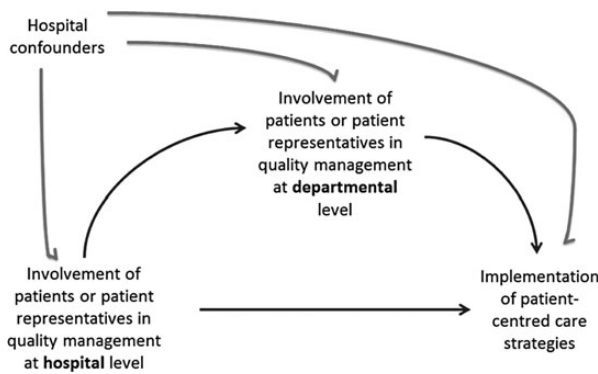 Hospital
confounders
Involvement of
patients or patient
representatives in
quality management
at departmental
level
Involvement of
patients or patient
representatives in
quality management
at hospital level
Implementation
of patient-
centred care
strategies